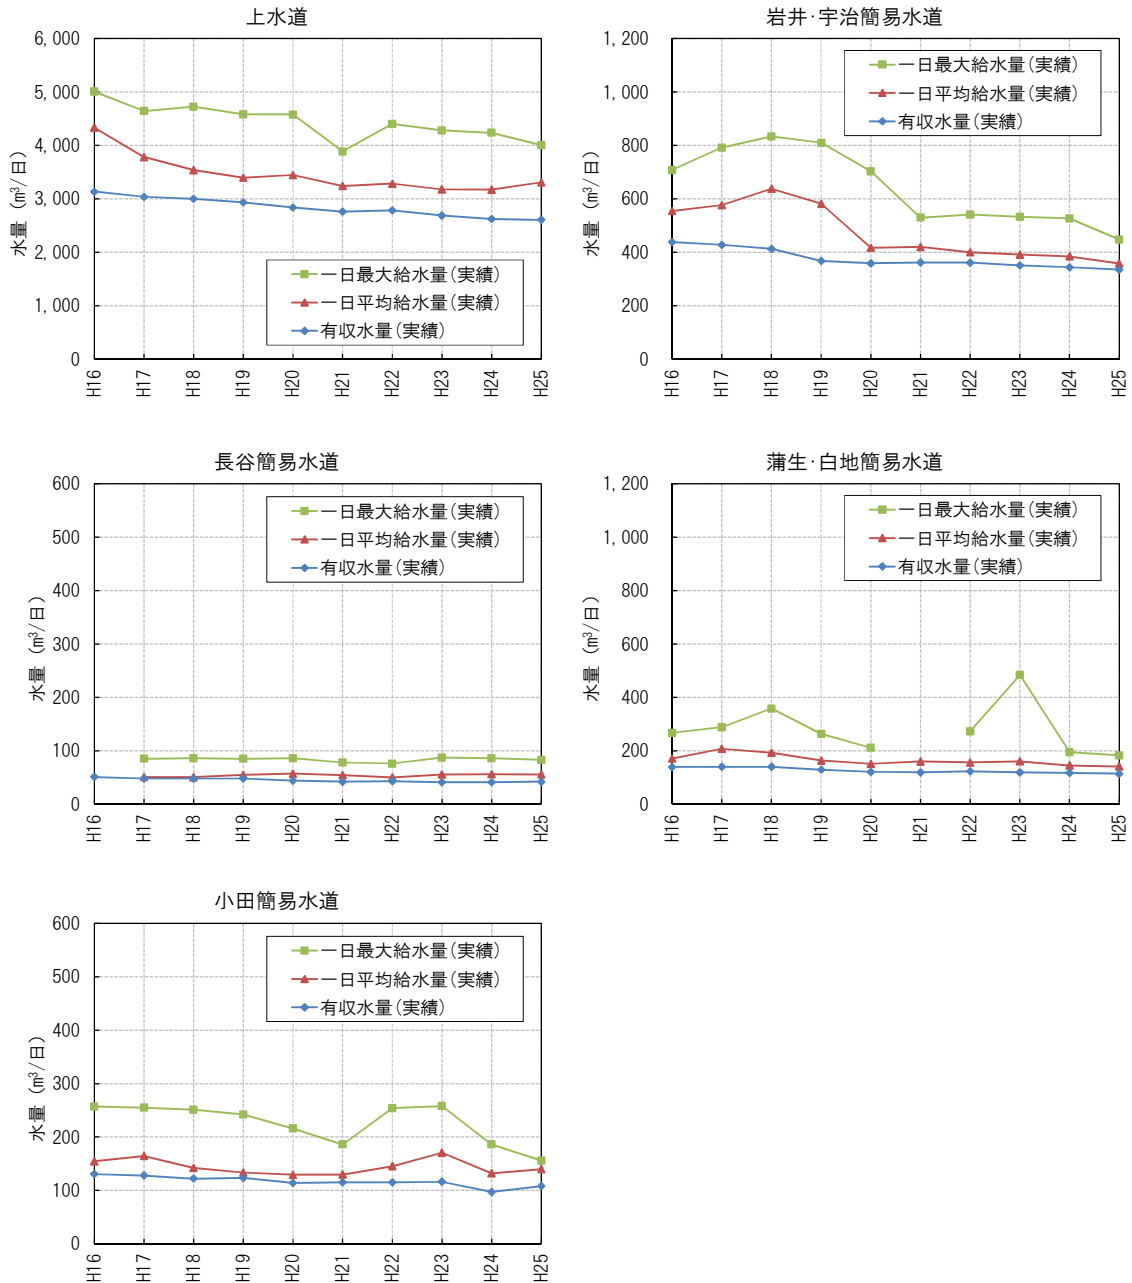 上水道
6,000
5,000
4,000
3,000
2,000
1,000
0
水量 (m³/日)
一日最大給水量(実績)
一日平均給水量(実績)
有収水量(実績)
H16 H17 H18 H19 H20 H21 H22 H23 H24 H25
岩井･宇治簡易水道
1,200
1,000
800
600
400
200
0
水量 (m³/日)
一日最大給水量(実績)
一日平均給水量(実績)
有収水量(実績)
H16 H17 H18 H19 H20 H21 H22 H23 H24 H25
長谷簡易水道
600
500
400
300
200
100
0
水量 (m³/日)
一日最大給水量(実績)
一日平均給水量(実績)
有収水量(実績)
H16 H17 H18 H19 H20 H21 H22 H23 H24 H25
蒲生･白地簡易水道
1,200
1,000
800
600
400
200
0
水量 (m³/日)
一日最大給水量(実績)
一日平均給水量(実績)
有収水量(実績)
H16 H17 H18 H19 H20 H21 H22 H23 H24 H25
小田簡易水道
600
500
400
300
200
100
0
水量 (m³/日)
一日最大給水量(実績)
一日平均給水量(実績)
有収水量(実績)
H16 H17 H18 H19 H20 H21 H22 H23 H24 H25